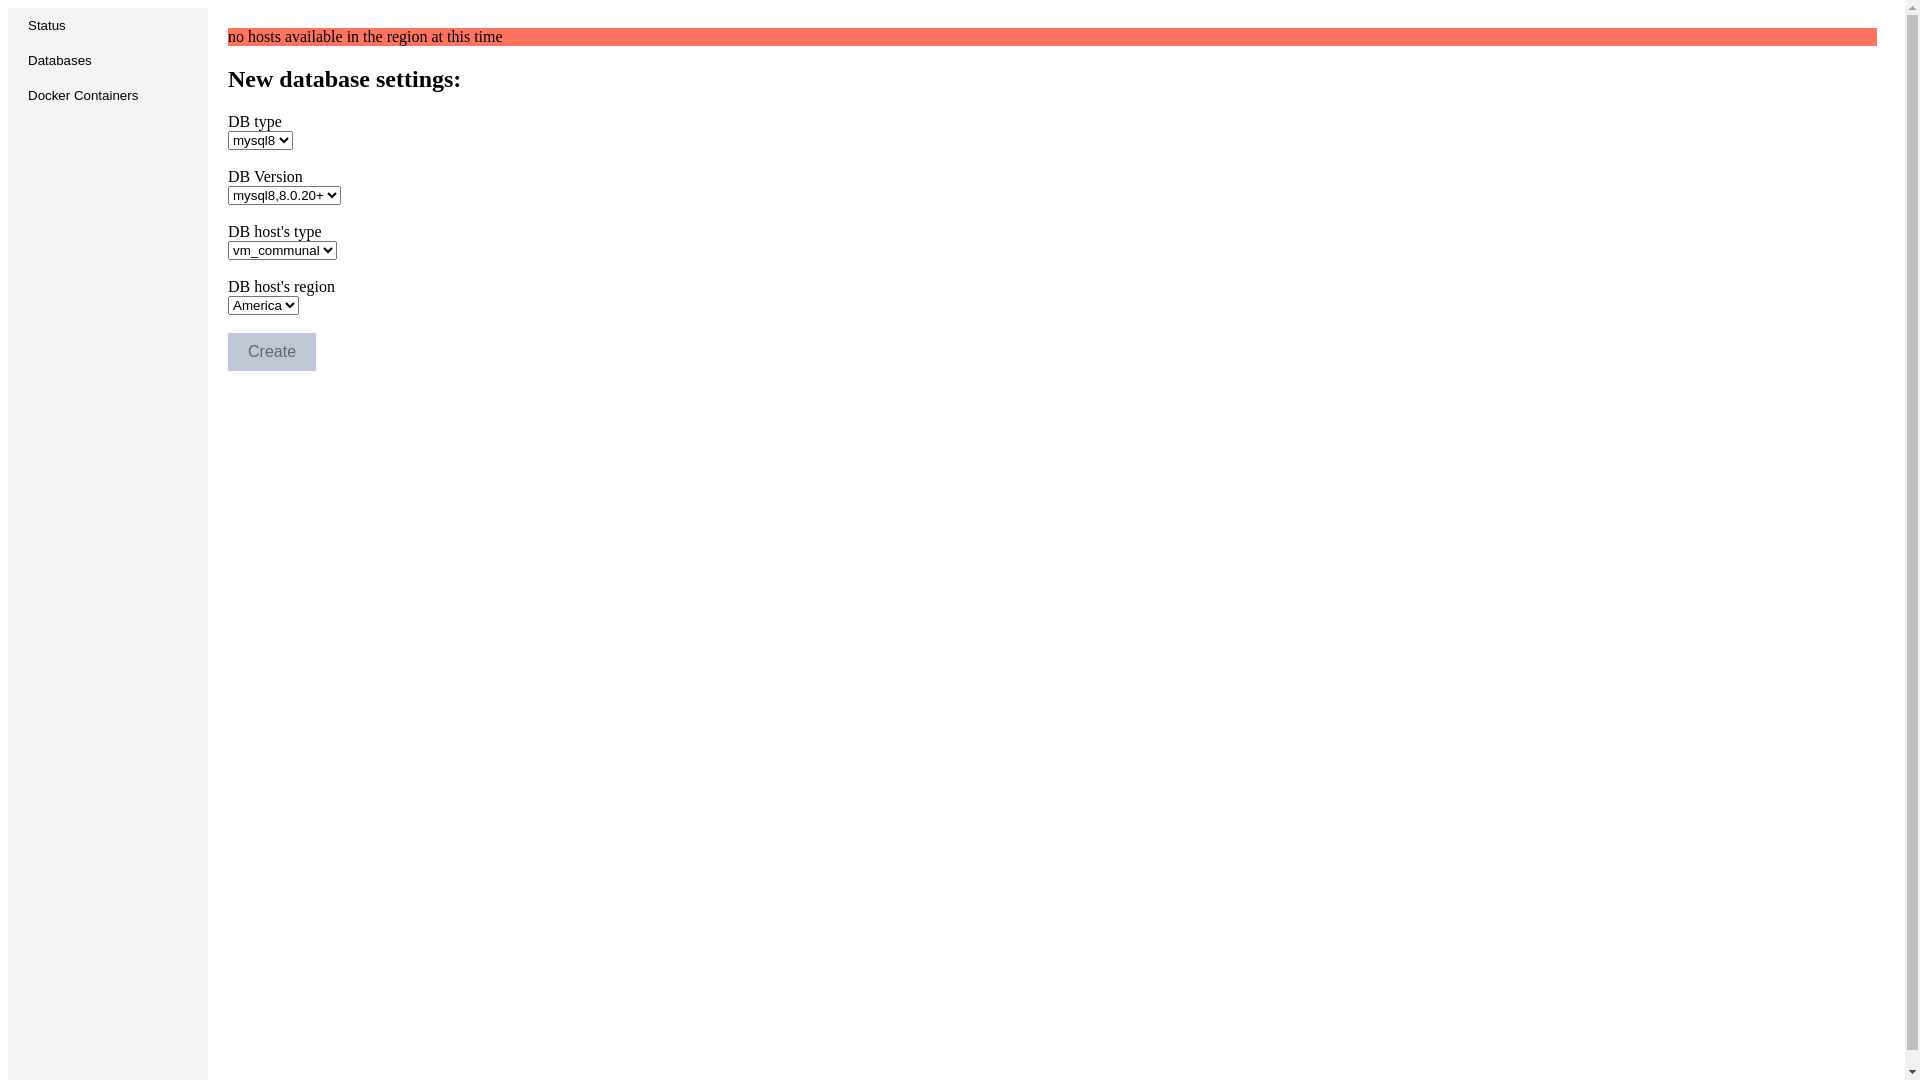 Status
Databases
Docker Containers
no hosts available in the region at this time
New database settings:
DB type
mysql8
DB Version
mysql8,8.0.20+
DB host's type
vm_communal
DB host's region
America
Create